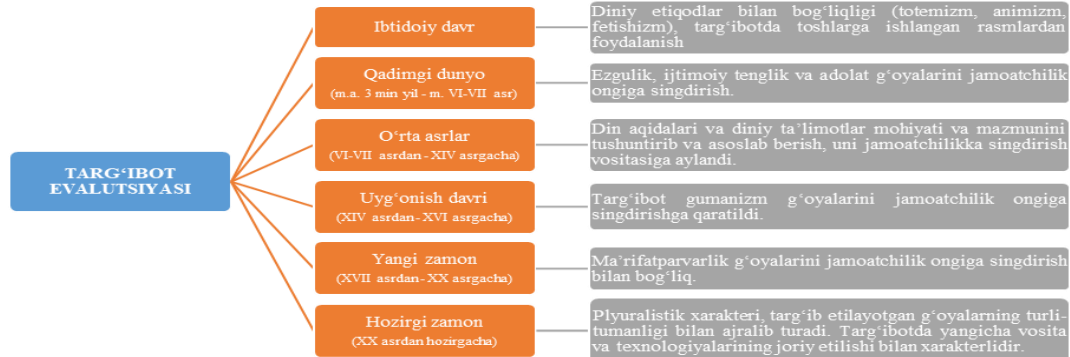 TARG‘IBOT
EVALUTSIYASI
Ibtidoiy davr
Diniy etiqodlar bilan bog‘liqligi (totemizm, animizm,
fetishizm), targ‘ibotda toshlarga ishlangan rasmlardan
foydalanish
Qadimgi dunyo
(m.a. 3 min yil - m. VI-VII asr)
Ezgulik, ijtimoiy tenglik va adolat g‘oyalarini jamoatchilik
ongiga singdirish.
O‘rta asrlar
(VI-VII asrdan - XIV asrgacha)
Din aqidalari va diniy ta’limotlar mohiyati va mazmunini
tushuntirib va asoslab berish, uni jamoatchilikka singdirish
vositasiga aylandi.
Uyg‘onish davri
(XIV asrdan- XVI asrgacha)
Targ‘ibot gumanizm g‘oyalarini jamoatchilik ongiga
singdirishga qaratildi.
Yangi zamon
(XVII asrdan- XX asrgacha)
Ma’rifatparvarlik g‘oyalarini jamoatchilik ongiga singdirish
bilan bog‘liq.
Hozirgi zamon
(XX asrdan hozirgacha)
Plyuralistik xarakteri, targ‘ib etilayotgan g‘oyalarning turli-
tumanligi bilan ajralib turadi. Targ‘ibotda yangicha vosita
va texnologiyalarining joriy etilishi bilan xarakterlidir.